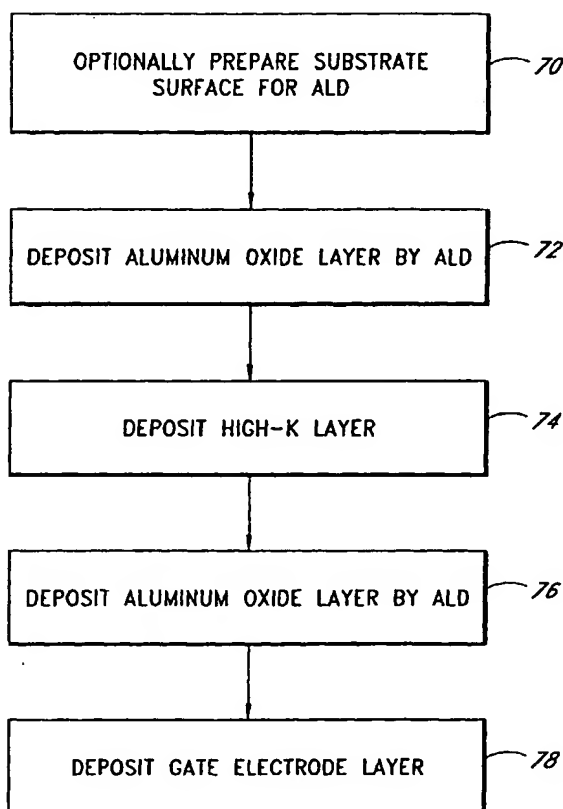 OPTIONALLY PREPARE SUBSTRATE
SURFACE FOR ALD
70
DEPOSIT ALUMINUM OXIDE LAYER BY ALD
72
DEPOSIT HIGH-K LAYER
74
DEPOSIT ALUMINUM OXIDE LAYER BY ALD
76
DEPOSIT GATE ELECTRODE LAYER
78